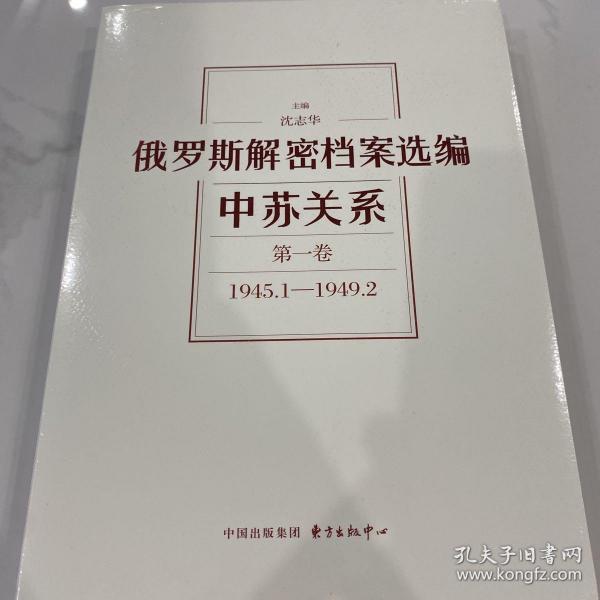 主编
沈志华
俄罗斯解密档案选编
中苏关系
第一卷
1945.1—1949.2
中国出版集团 东方出版中心
孔夫子旧书网
www.kongfz.com